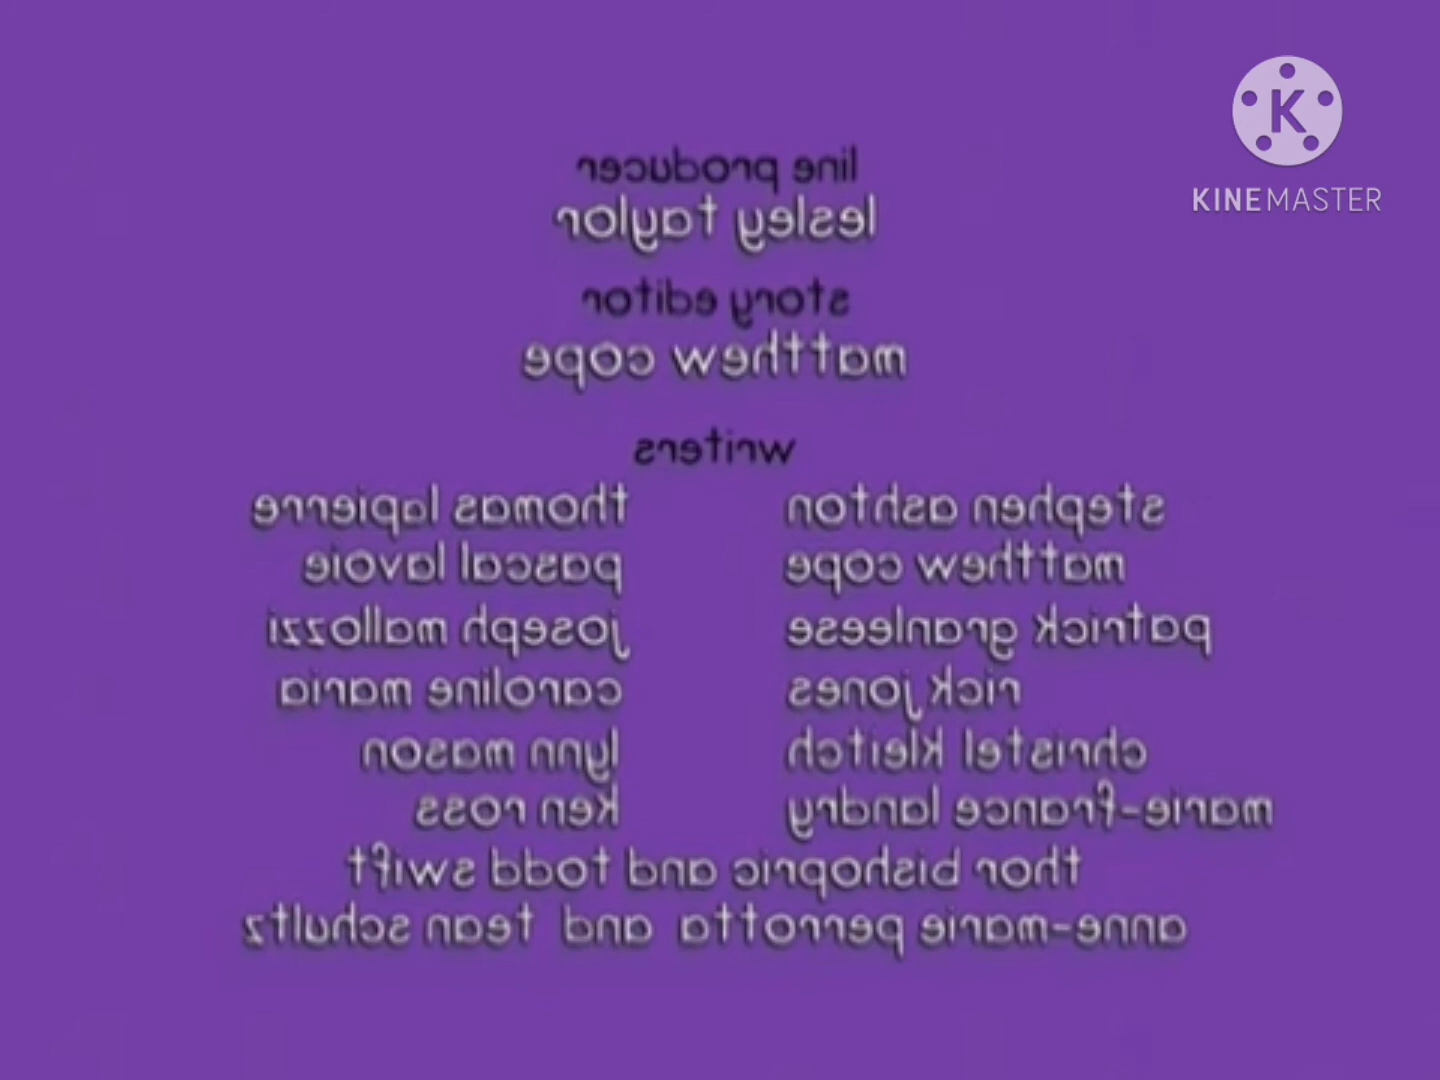 KINEMASTER
line producer
lesley taylor
story editor
matthew cope
writers
stephen ashton thomas lapierre
matthew cope pascal lavoie
patrick granleese joseph mallozzi
rick jones caroline maria
christel kleitch lynn mason
marie-france landry ken ross
thor bishopric and todd swift
anne-marie perrotta and tean schultz